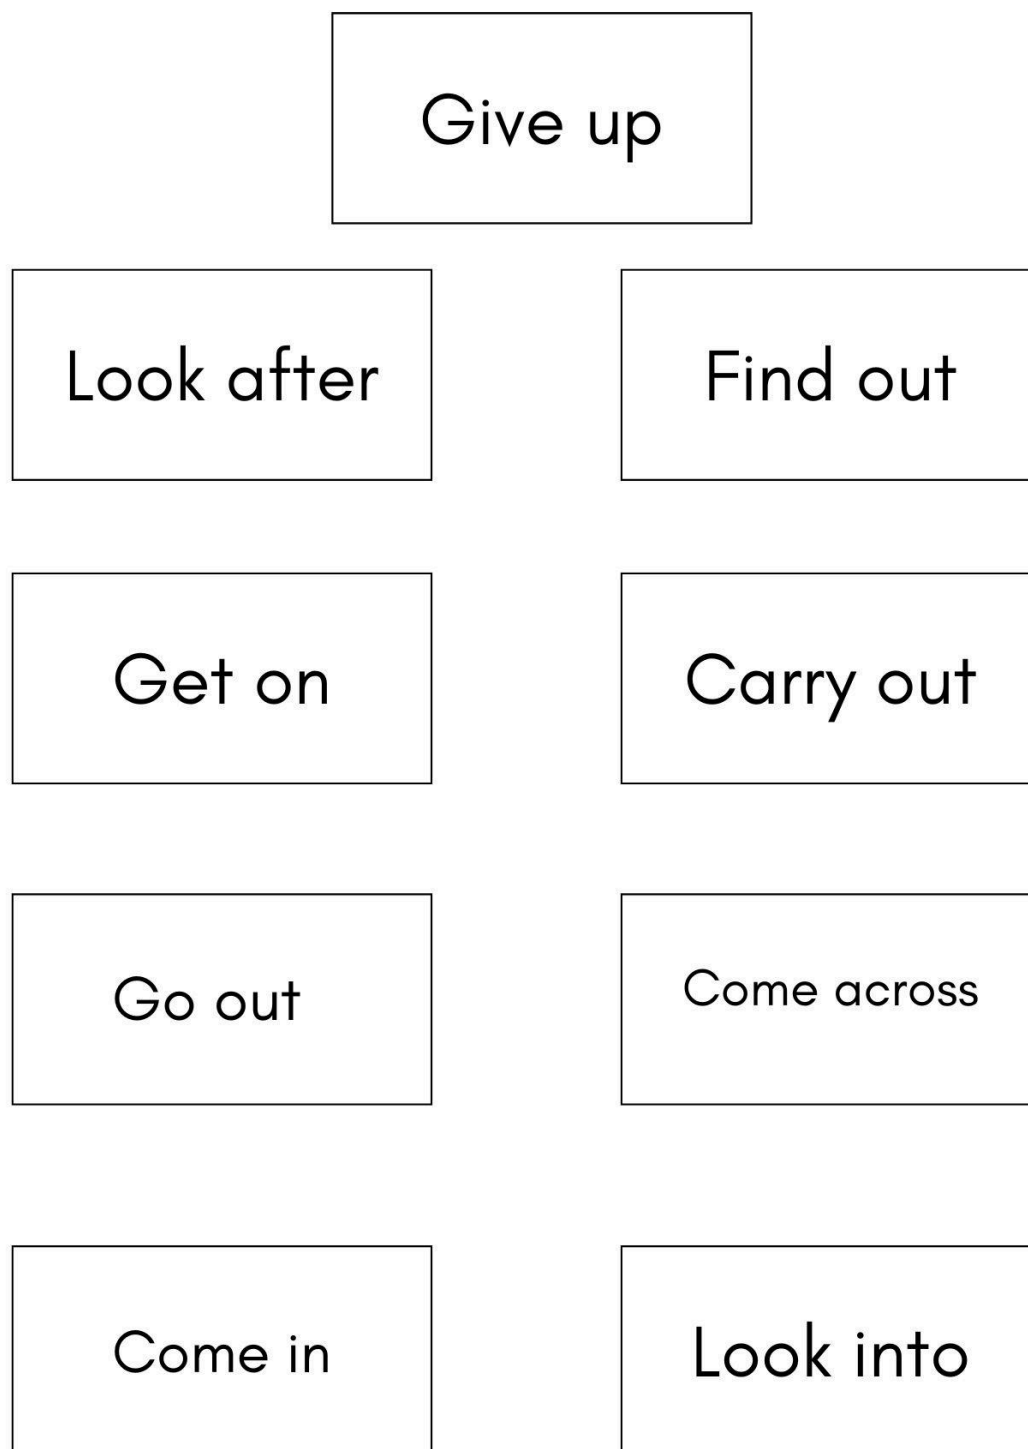 Give up
Look after
Find out
Get on
Carry out
Go out
Come across
Come in
Look into